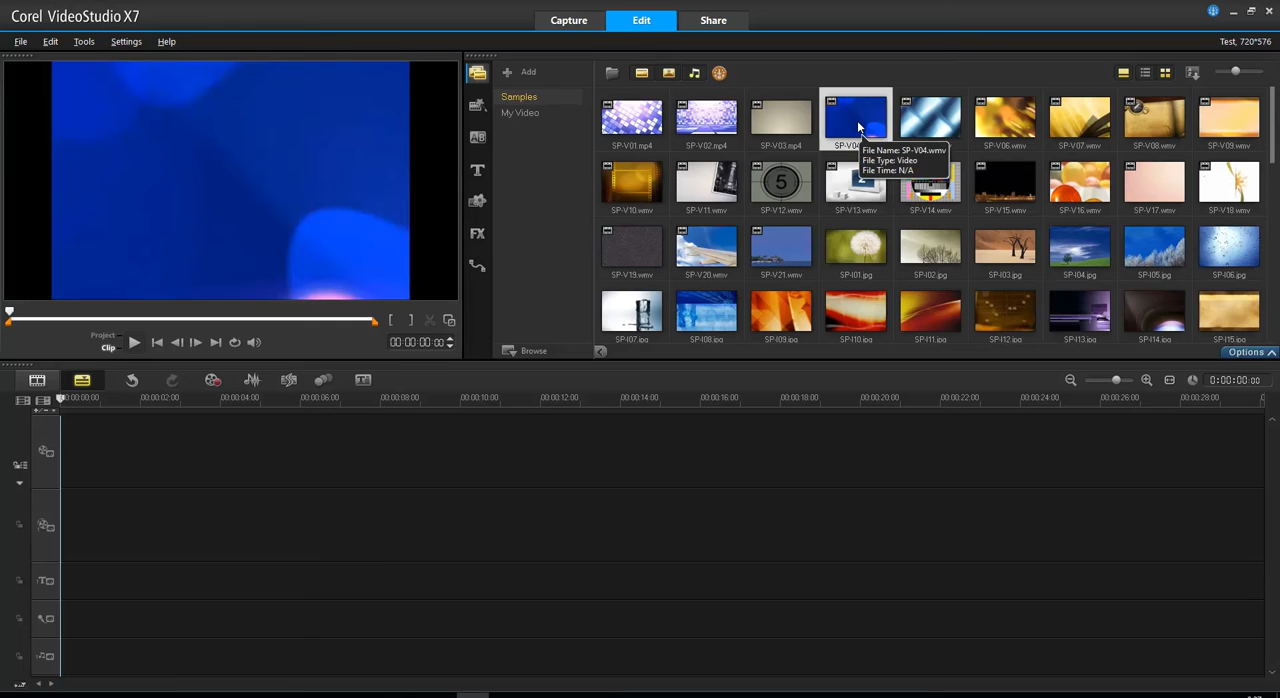 Corel VideoStudio X7
Capture
Edit
Share
File Edit Tools Settings Help
Test, 720*576
Add
Samples
My Video
SP-V01.mp4 SP-V02.mp4 SP-V03.mp4 SP-V04 SP-V06.wmv SP-V07.wmv SP-V08.wmv SP-V09.wmv
File Name: SP-V04.wmv
File Type: Video
File Time: N/A
5
2
SP-V10.wmv SP-V11.wmv SP-V12.wmv SP-V13.wmv SP-V14.wmv SP-V15.wmv SP-V16.wmv SP-V17.wmv SP-V18.wmv
SP-V19.wmv SP-V20.wmv SP-V21.wmv SP-I01.jpg SP-I02.jpg SP-I03.jpg SP-I04.jpg SP-I05.jpg SP-I06.jpg
SP-I07.jpg SP-I08.jpg SP-I09.jpg SP-I10.jpg SP-I11.jpg SP-I12.jpg SP-I13.jpg SP-I14.jpg SP-I15.jpg
AB
T
FX
Project
Clip
00:00:00:00
Browse
Options
0:00:00:00
00:00:00:00 00:00:02:00 00:00:04:00 00:00:06:00 00:00:08:00 00:00:10:00 00:00:12:00 00:00:14:00 00:00:16:00 00:00:18:00 00:00:20:00 00:00:22:00 00:00:24:00 00:00:26:00 00:00:28:00